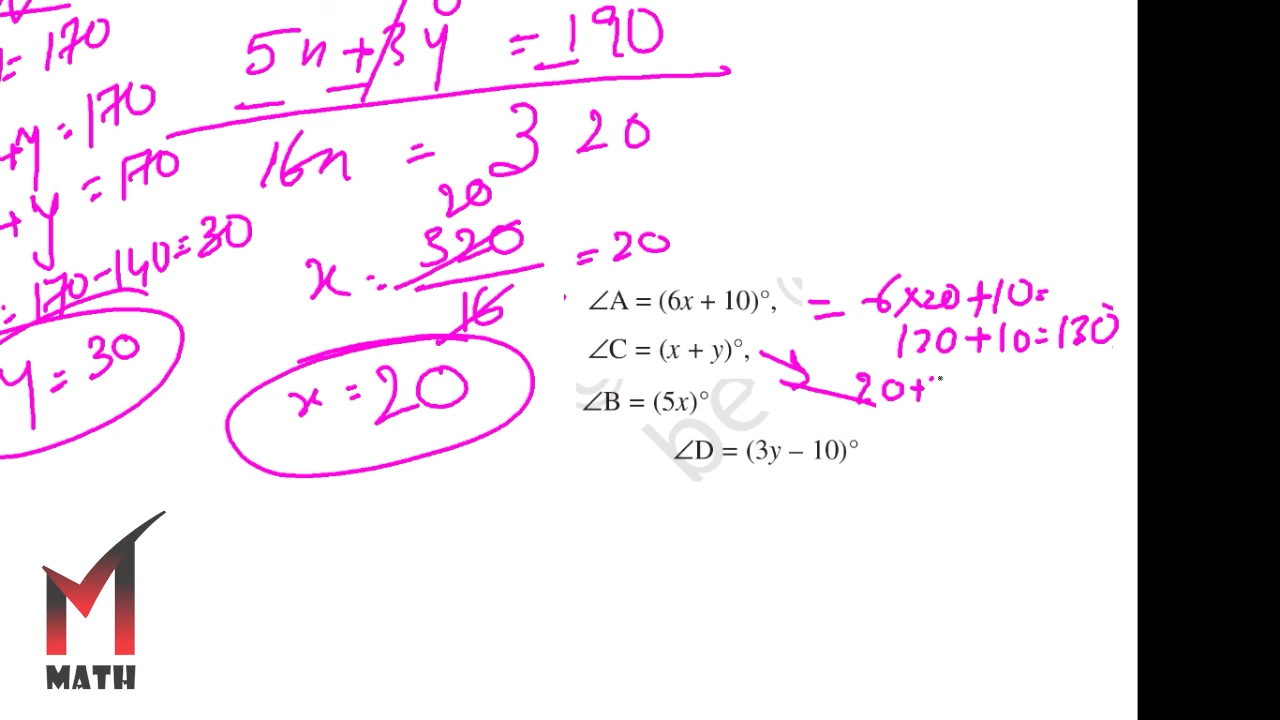 = 170
+y = 170
+y = 170
= 170-140=30
y = 30
5x+3y = 190
16x = 320
20
x = 320 = 20
16
x = 20
∠A = (6x + 10)°, = 6×20+10=
120+10=130
∠C = (x + y)°, 20+
∠B = (5x)°
∠D = (3y – 10)°
be
MATH